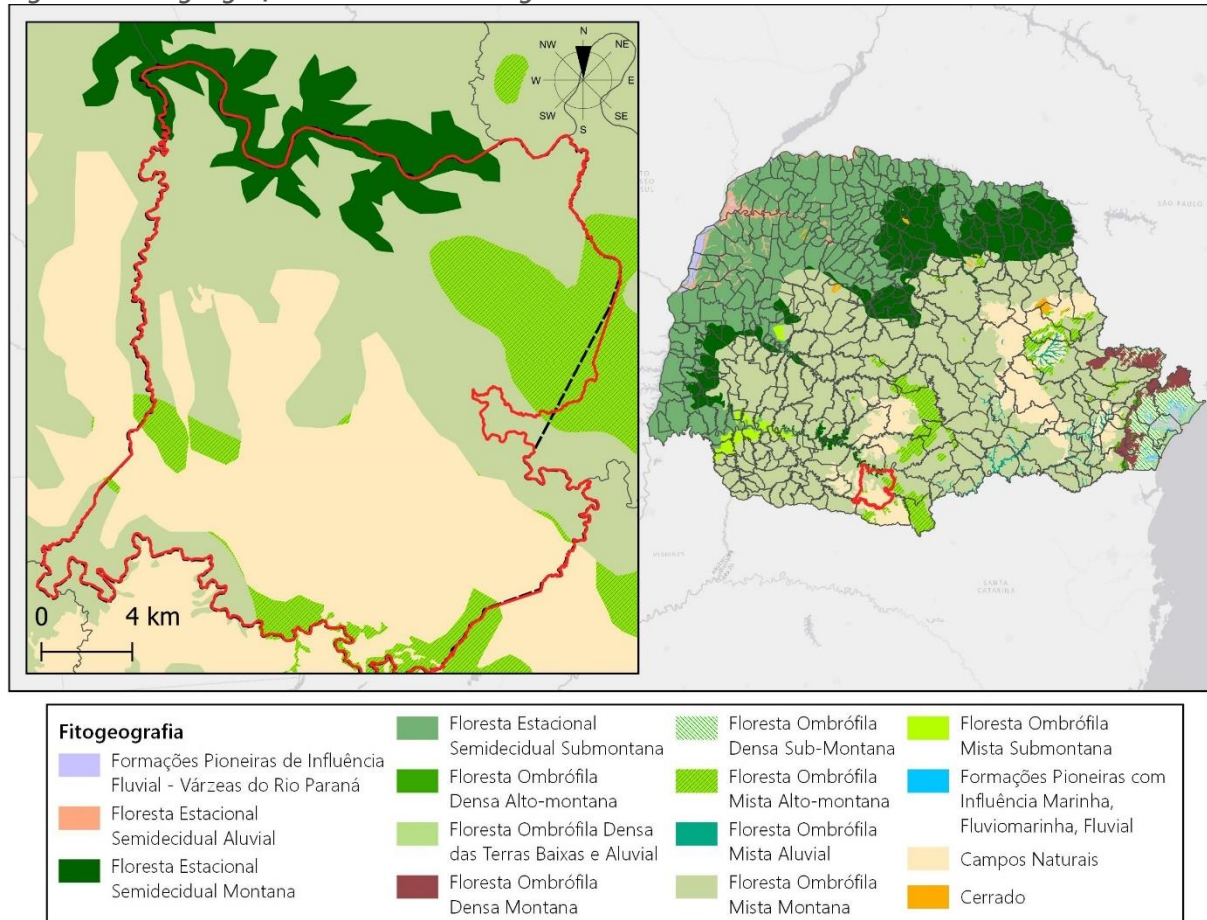 N
NW
NE
W
E
SW
SE
S
0 4 km
SÃO PAULO
SANTA
CATARINA
Fitogeografia
Formações Pioneiras de Influência
Fluvial - Várzeas do Rio Paraná
Floresta Estacional
Semidecidual Aluvial
Floresta Estacional
Semidecidual Montana
Floresta Estacional
Semidecidual Submontana
Floresta Ombrófila
Densa Alto-montana
Floresta Ombrófila Densa
das Terras Baixas e Aluvial
Floresta Ombrófila
Densa Montana
Floresta Ombrófila
Densa Sub-Montana
Floresta Ombrófila
Mista Alto-montana
Floresta Ombrófila
Mista Aluvial
Floresta Ombrófila
Mista Montana
Floresta Ombrófila
Mista Submontana
Formações Pioneiras com
Influência Marinha,
Fluviomarinha, Fluvial
Campos Naturais
Cerrado